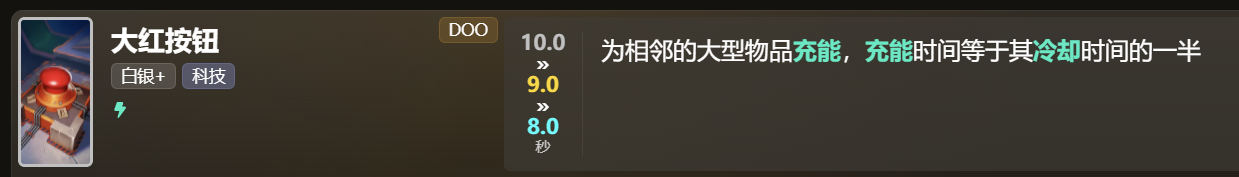 大红按钮
DOO
白银+
科技
10.0
»
9.0
»
8.0
秒
为相邻的大型物品充能，充能时间等于其冷却时间的一半